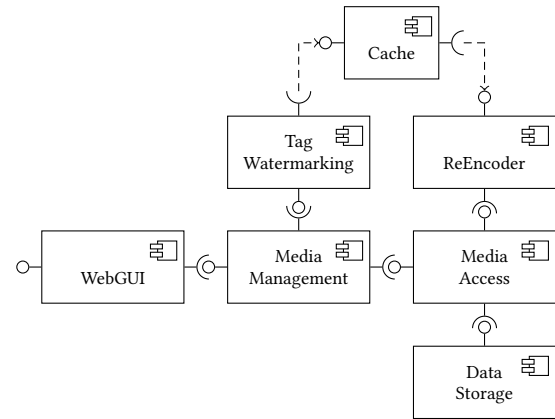 Cache
Tag
Watermarking
ReEncoder
WebGUI
Media
Management
Media
Access
Data
Storage